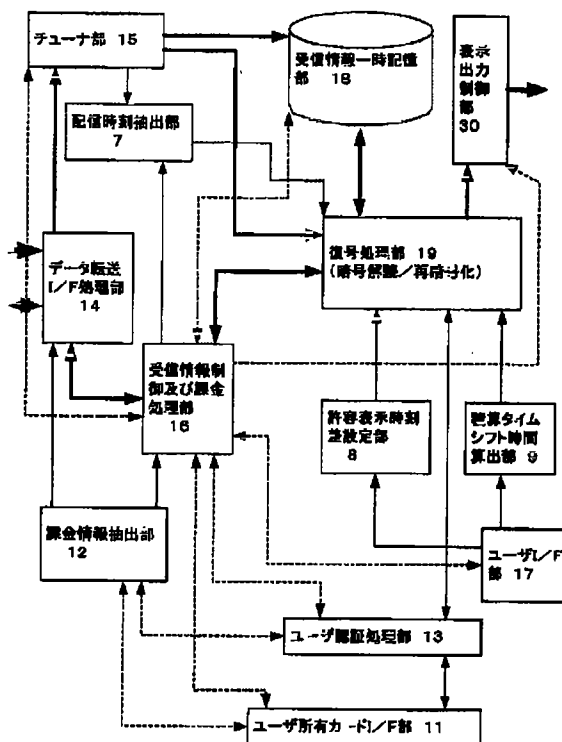 チューナ部 15
受信情報一時記憶
部 18
表示
出力
制御
部
30
配信時刻抽出部
7
データ転送
I/F処理部
14
復号処理部 19
(暗号解読/再暗号化)
受信情報制
御及び課金
処理部
16
許容表示時刻
差設定部
8
積算タイム
シフト時間
算出部 9
課金情報抽出部
12
ユーザI/F
部 17
ユーザ認証処理部 13
ユーザ所有カードI/F部 11